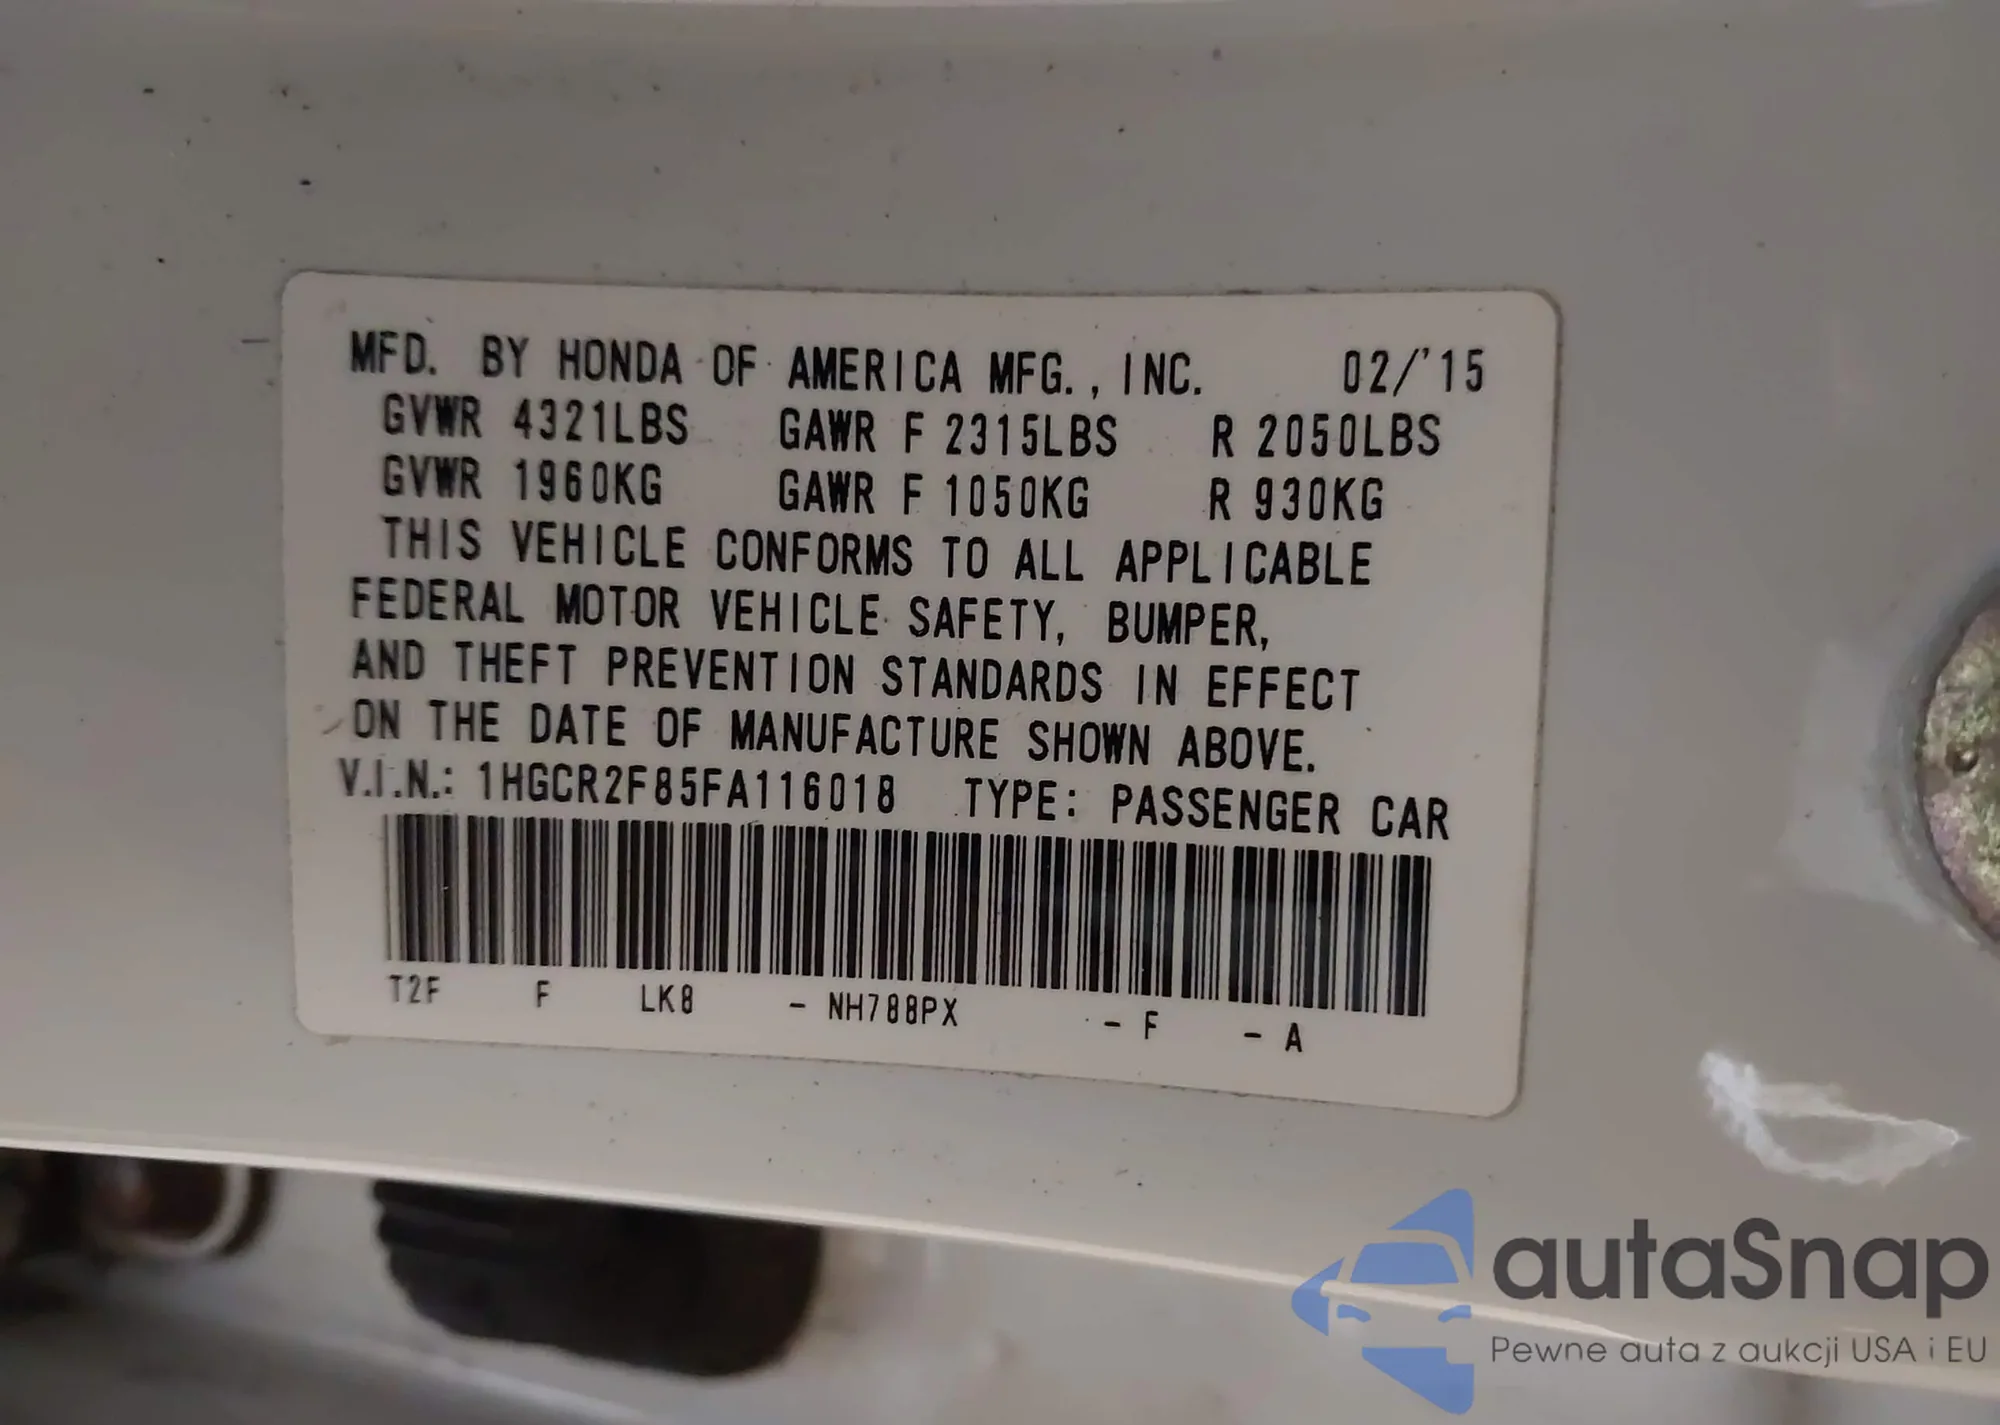 MFD. BY HONDA OF AMERICA MFG., INC. 02/'15
GVWR 4321LBS GAWR F 2315LBS R 2050LBS
GVWR 1960KG GAWR F 1050KG R 930KG
THIS VEHICLE CONFORMS TO ALL APPLICABLE
FEDERAL MOTOR VEHICLE SAFETY, BUMPER,
AND THEFT PREVENTION STANDARDS IN EFFECT
ON THE DATE OF MANUFACTURE SHOWN ABOVE.
V.I.N.: 1HGCR2F85FA116018 TYPE: PASSENGER CAR
T2F F LK8 - NH788PX - F - A
autaSnap
Pewne auta z aukcji USA i EU